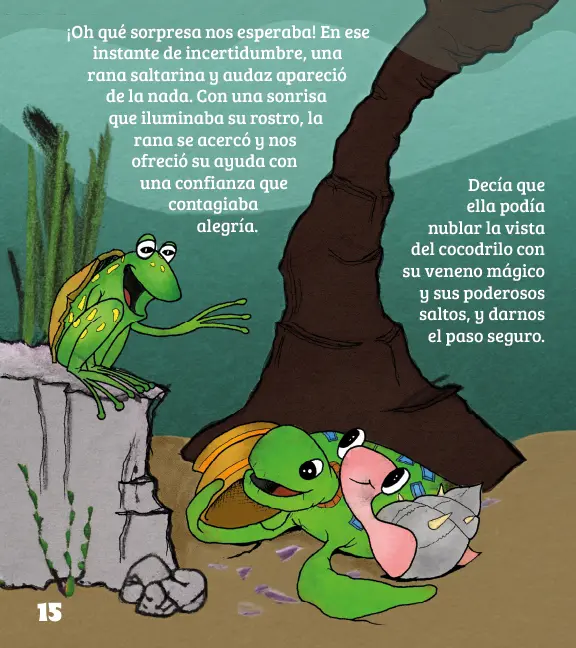 ¡Oh qué sorpresa nos esperaba! En ese
instante de incertidumbre, una
rana saltarina y audaz apareció
de la nada. Con una sonrisa
que iluminaba su rostro, la
rana se acercó y nos
ofreció su ayuda con
una confianza que
contagiaba
alegría.
Decía que
ella podía
nublar la vista
del cocodrilo con
su veneno mágico
y sus poderosos
saltos, y darnos
el paso seguro.
15